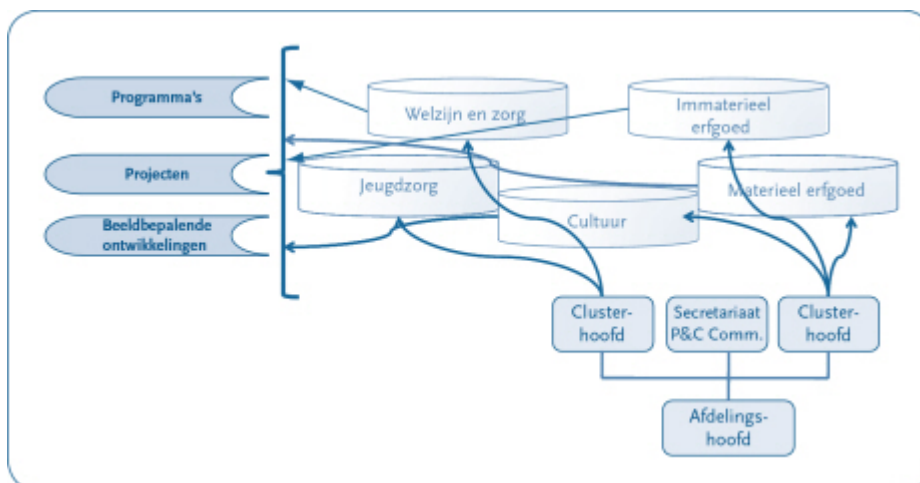 Programma's
Projecten
Beeldbepalende
ontwikkelingen
Welzijn en zorg
Immaterieel
erfgoed
Jeugdzorg
Cultuur
Materieel erfgoed
Cluster-
hoofd
Secretariaat
P&C Comm.
Cluster-
hoofd
Afdelings-
hoofd